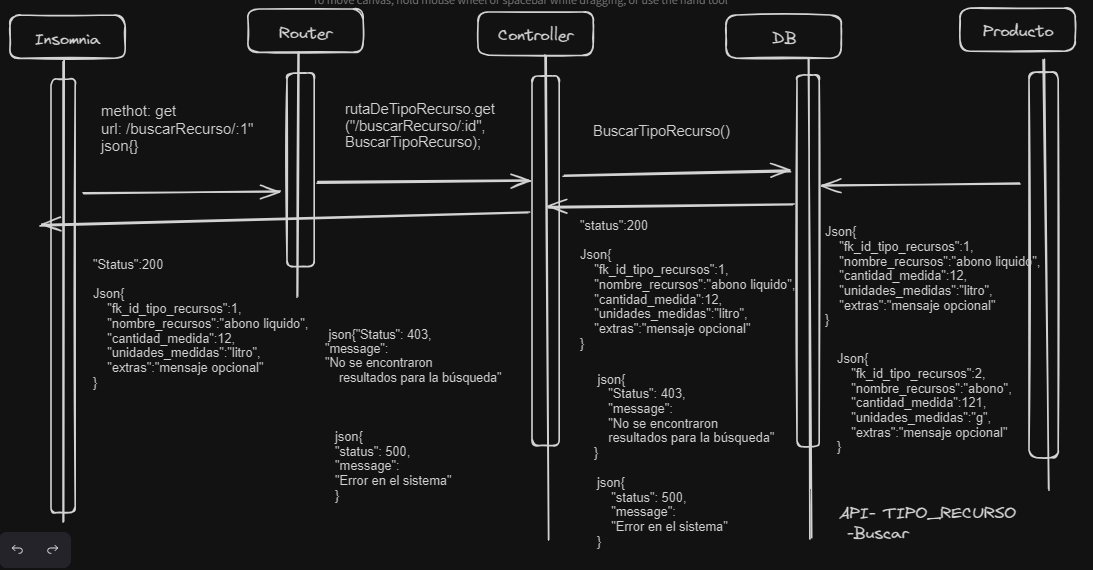 To move canvas, hold mouse wheel or spacebar while dragging, or use the hand tool
Insomnia
Router
Controller
DB
Producto
methot: get
url: /buscarRecurso/:1"
json{}
rutaDeTipoRecurso.get
("/buscarRecurso/:id",
BuscarTipoRecurso);
BuscarTipoRecurso()
"Status":200
Json{
"fk_id_tipo_recursos":1,
"nombre_recursos":"abono liquido",
"cantidad_medida":12,
"unidades_medidas":"litro",
"extras":"mensaje opcional"
}
json{"Status": 403,
"message":
"No se encontraron
resultados para la búsqueda"
json{
"status": 500,
"message":
"Error en el sistema"
}
"status":200
Json{
"fk_id_tipo_recursos":1,
"nombre_recursos":"abono liquido",
"cantidad_medida":12,
"unidades_medidas":"litro",
"extras":"mensaje opcional"
}
json{
"Status": 403,
"message":
"No se encontraron
resultados para la búsqueda"
}
json{
"status": 500,
"message":
"Error en el sistema"
}
Json{
"fk_id_tipo_recursos":1,
"nombre_recursos":"abono liquido",
"cantidad_medida":12,
"unidades_medidas":"litro",
"extras":"mensaje opcional"
}
Json{
"fk_id_tipo_recursos":2,
"nombre_recursos":"abono",
"cantidad_medida":121,
"unidades_medidas":"g",
"extras":"mensaje opcional"
}
API- TIPO_RECURSO
-Buscar